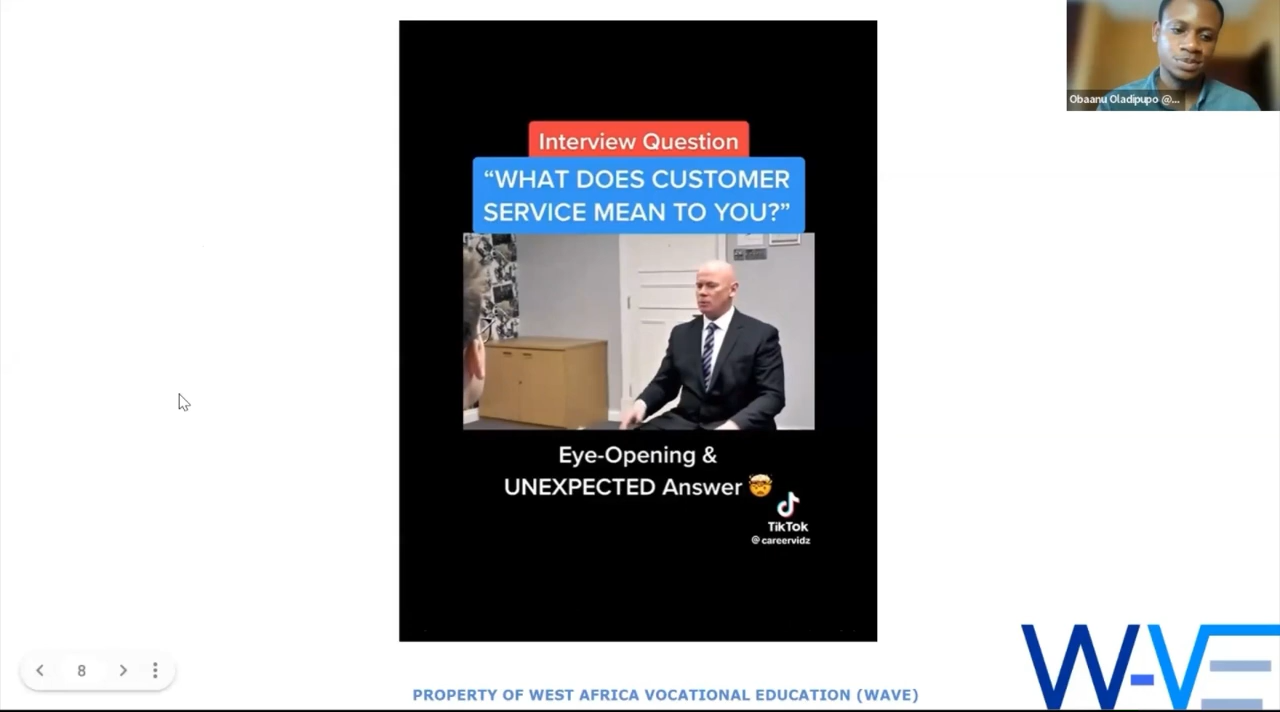 Obaanu Oladipupo @...
Interview Question
“WHAT DOES CUSTOMER
SERVICE MEAN TO YOU?”
Eye-Opening &
UNEXPECTED Answer 🤯
TikTok
@careervidz
8
PROPERTY OF WEST AFRICA VOCATIONAL EDUCATION (WAVE)
W-VE